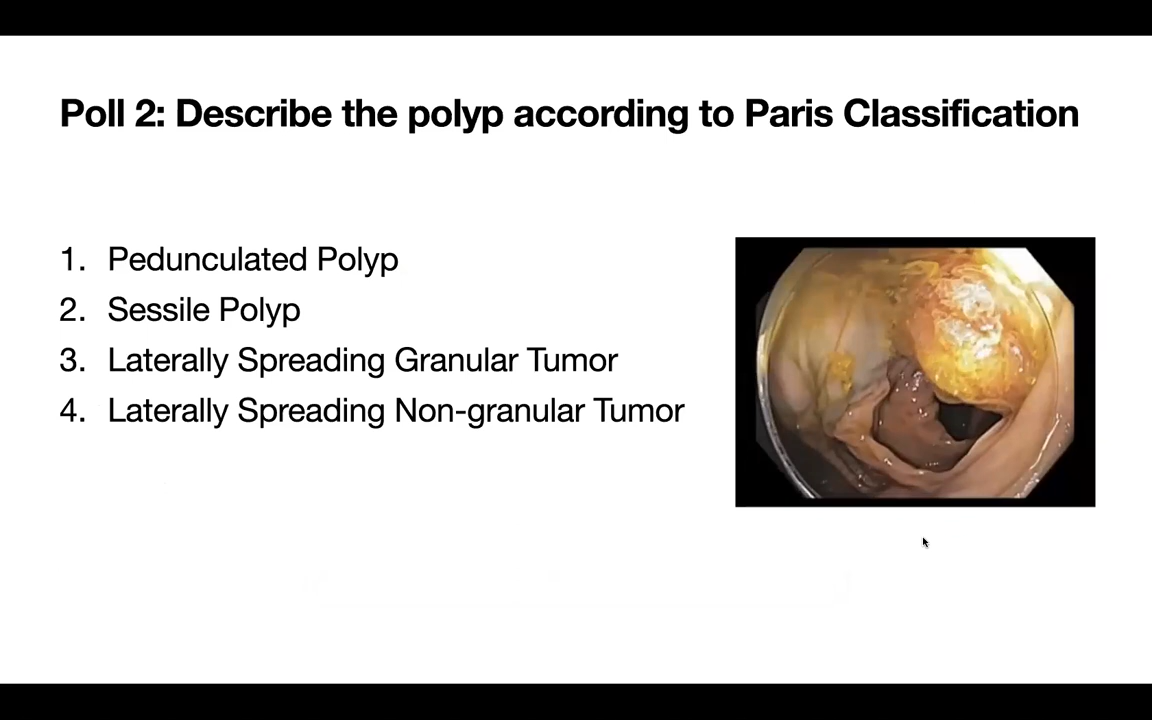 Poll 2: Describe the polyp according to Paris Classification
1. Pedunculated Polyp
2. Sessile Polyp
3. Laterally Spreading Granular Tumor
4. Laterally Spreading Non-granular Tumor